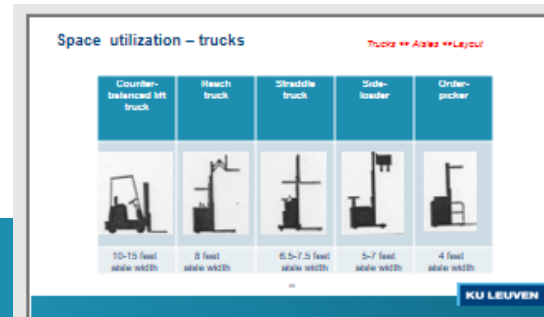 Space utilization – trucks
Trucks ⇔ Aisles ⇔ Layout
Counter-
balanced lift
truck
Reach
truck
Straddle
truck
Side-
loader
Order-
picker
10-15 feet
aisle width
8 feet
aisle width
6.5-7.5 feet
aisle width
5-7 feet
aisle width
4 feet
aisle width
KU LEUVEN